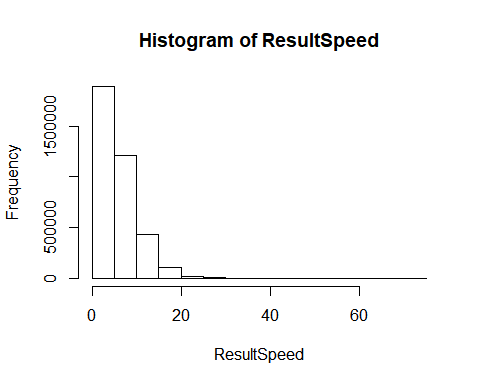 Histogram of ResultSpeed
Frequency
0
500000
1500000
0 20 40 60
ResultSpeed